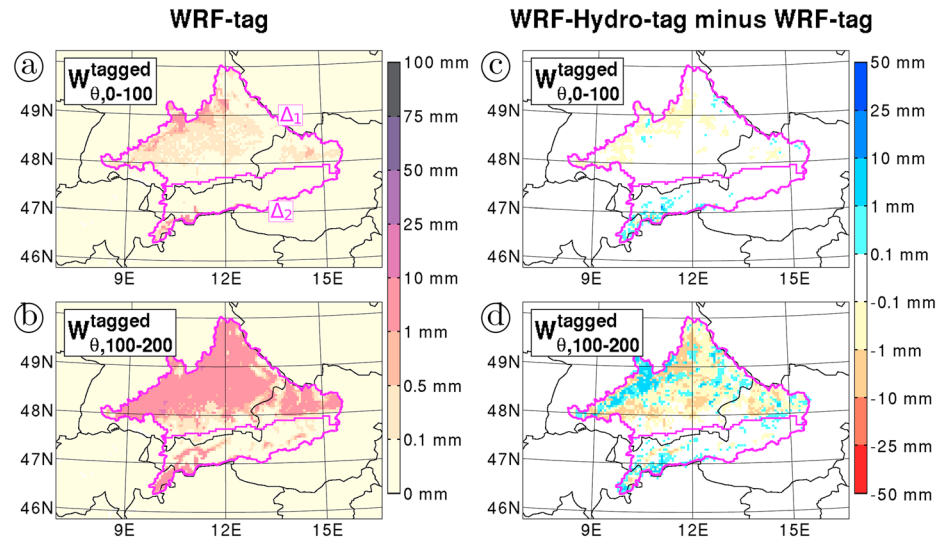 WRF-tag
WRF-Hydro-tag minus WRF-tag
a
W tagged θ,0-100
Δ1
Δ2
49N
48N
47N
46N
9E
12E
15E
100 mm
75 mm
50 mm
25 mm
10 mm
1 mm
0.5 mm
0.1 mm
0 mm
c
W tagged θ,0-100
49N
48N
47N
46N
9E
12E
15E
50 mm
25 mm
10 mm
1 mm
0.1 mm
-0.1 mm
-1 mm
-10 mm
-25 mm
-50 mm
b
W tagged θ,100-200
49N
48N
47N
46N
9E
12E
15E
d
W tagged θ,100-200
49N
48N
47N
46N
9E
12E
15E